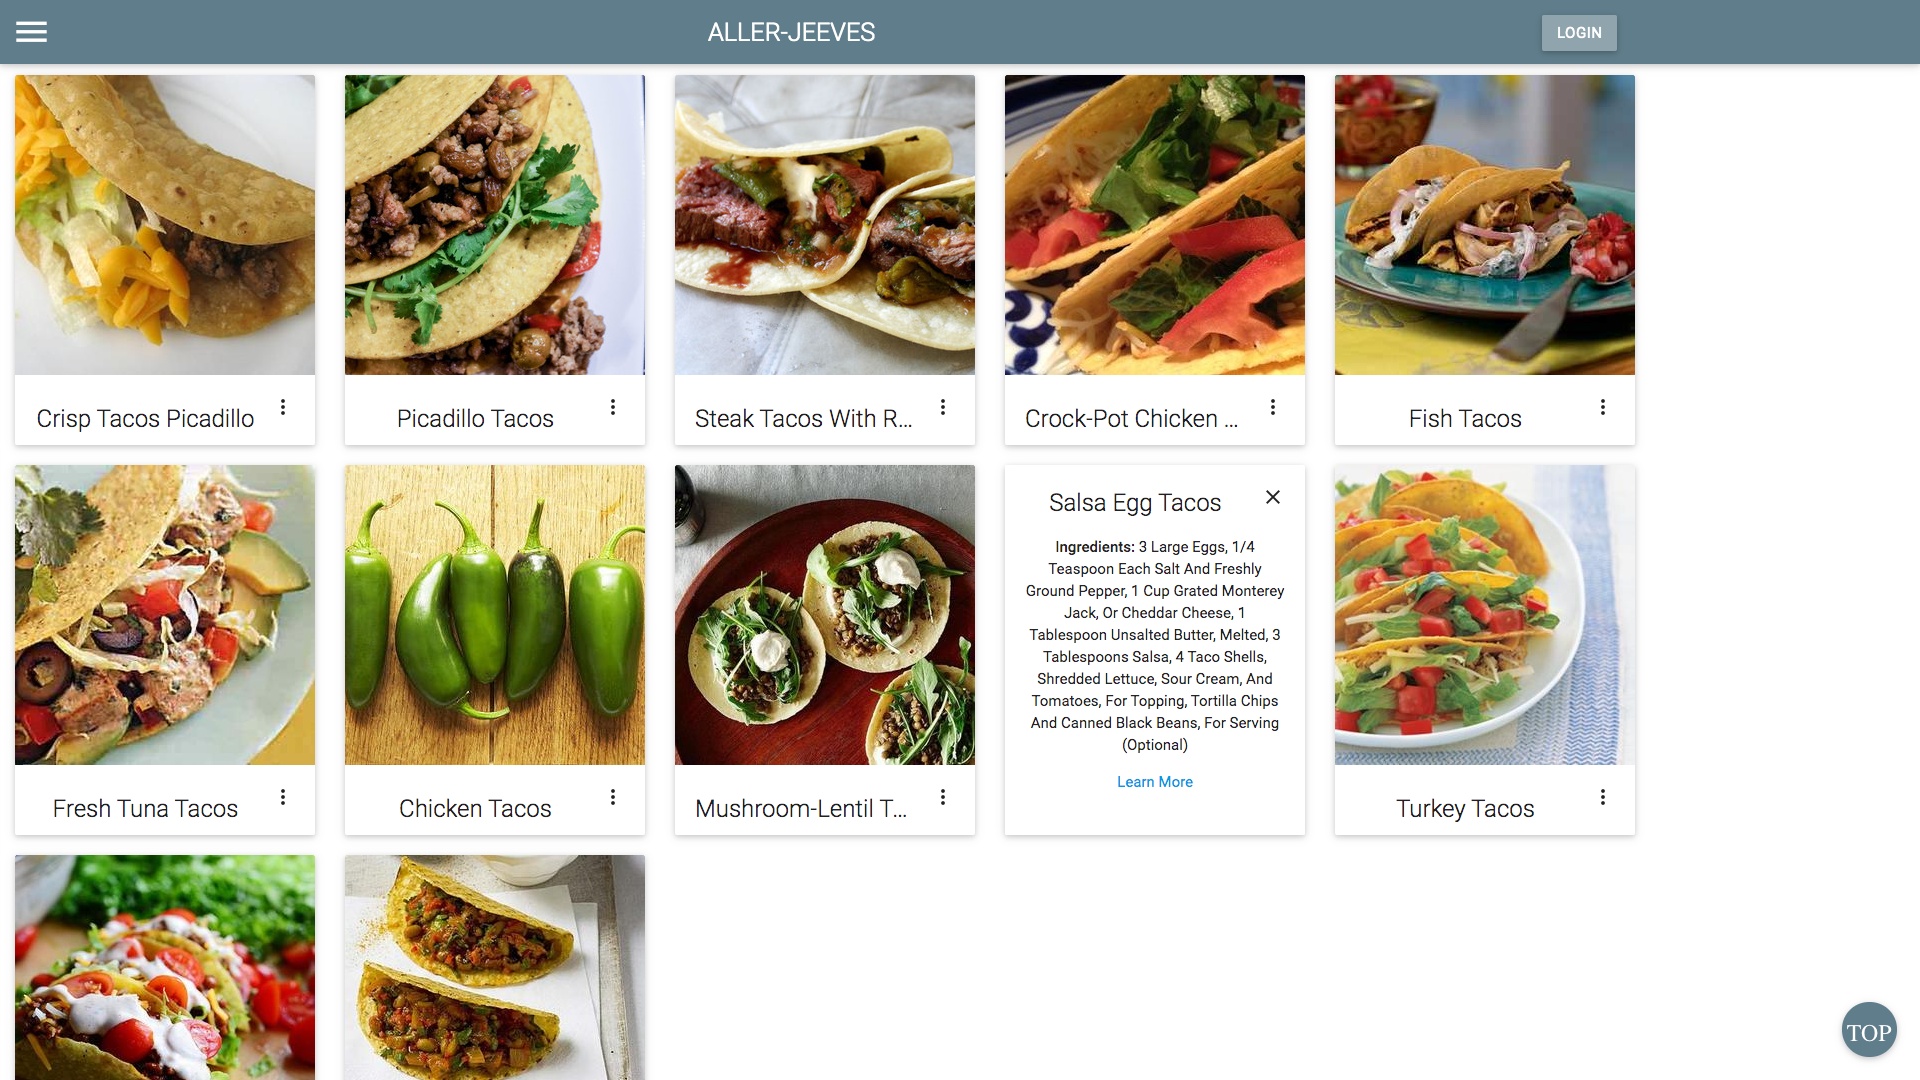 ALLER-JEEVES
LOGIN
Crisp Tacos Picadillo
Picadillo Tacos
Steak Tacos With R...
Crock-Pot Chicken ...
Fish Tacos
Fresh Tuna Tacos
Chicken Tacos
Mushroom-Lentil T...
Salsa Egg Tacos
Ingredients: 3 Large Eggs, 1/4
Teaspoon Each Salt And Freshly
Ground Pepper, 1 Cup Grated Monterey
Jack, Or Cheddar Cheese, 1
Tablespoon Unsalted Butter, Melted, 3
Tablespoons Salsa, 4 Taco Shells,
Shredded Lettuce, Sour Cream, And
Tomatoes, For Topping, Tortilla Chips
And Canned Black Beans, For Serving
(Optional)
Learn More
Turkey Tacos
TOP